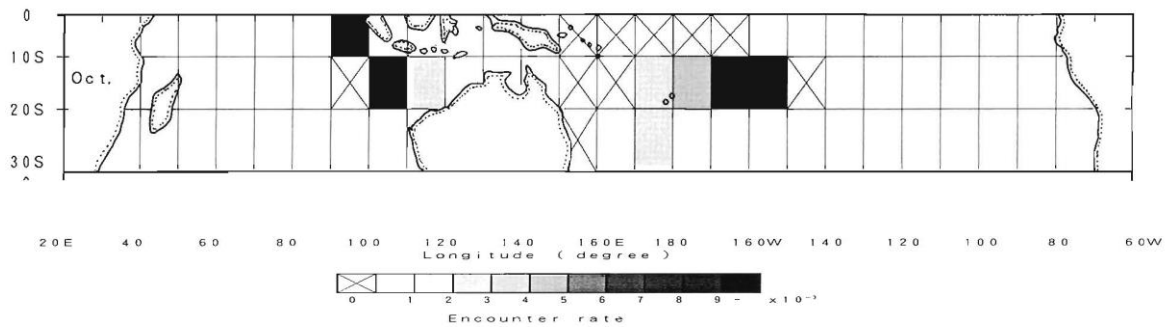 0
10S
Oct.
20S
30S
20E 40 60 80 100 120 140 160E 180 160W 140 120 100 80 60W
Longitude ( degree )
0 1 2 3 4 5 6 7 8 9 - x 10⁻³
Encounter rate